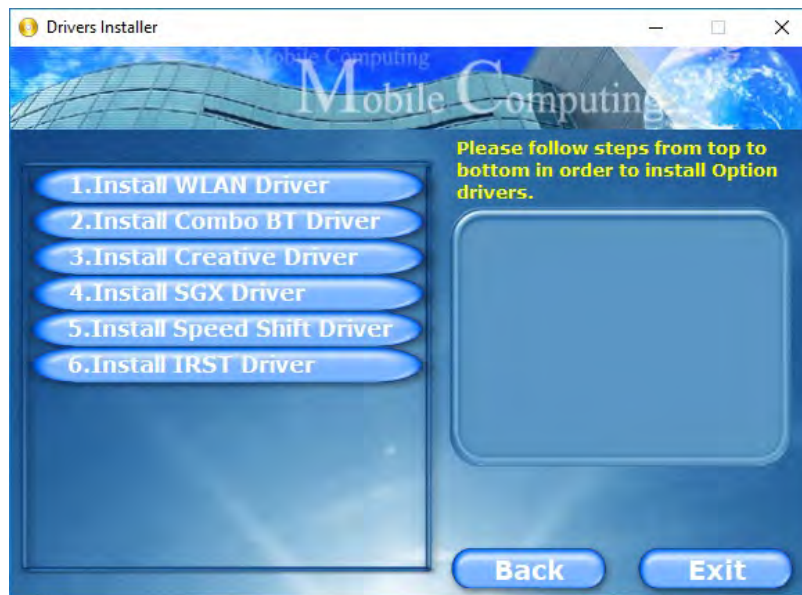 Drivers Installer
Mobile Computing
Mobile Computing
Please follow steps from top to
bottom in order to install Option
drivers.
1.Install WLAN Driver
2.Install Combo BT Driver
3.Install Creative Driver
4.Install SGX Driver
5.Install Speed Shift Driver
6.Install IRST Driver
Back
Exit